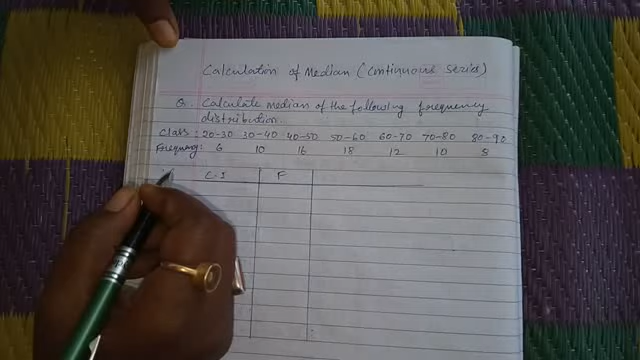 Calculation of Median (Continuous Series)
Q. Calculate median of the following frequency
distribution.
Class: 20-30 30-40 40-50 50-60 60-70 70-80 80-90
Frequency: 6 10 16 18 12 10 8
C.I F